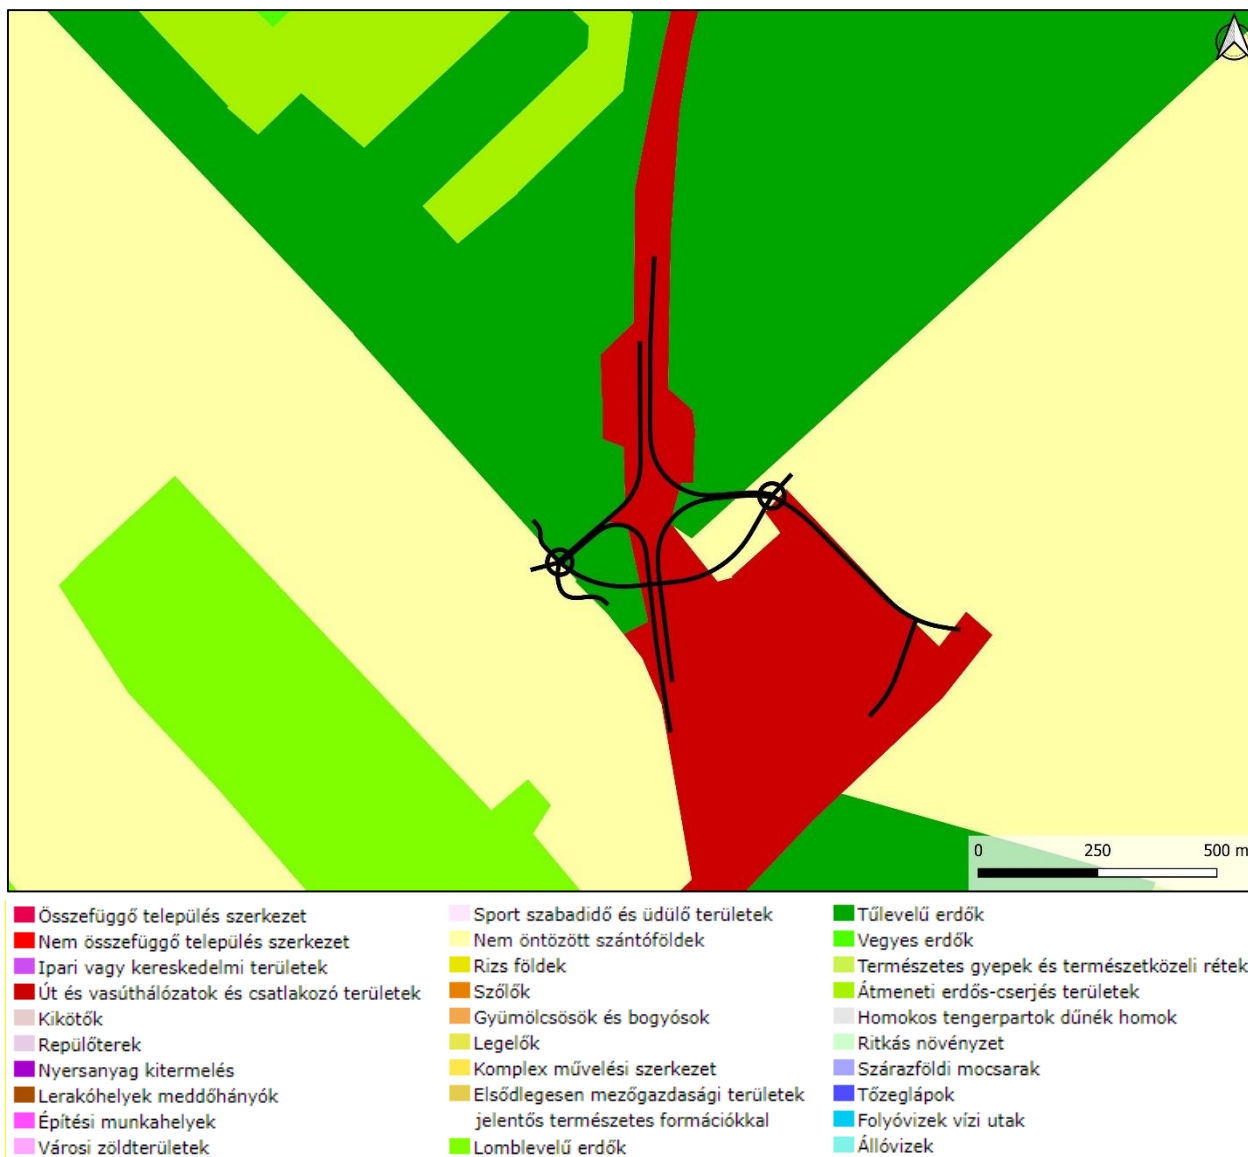 0 250 500 m
Összefüggő település szerkezet
Nem összefüggő település szerkezet
Ipari vagy kereskedelmi területek
Út és vasúthálózatok és csatlakozó területek
Kikötők
Repülőterek
Nyersanyag kitermelés
Lerakóhelyek meddőhányók
Építési munkahelyek
Városi zöldterületek
Sport szabadidő és üdülő területek
Nem öntözött szántóföldek
Rizs földek
Szőlők
Gyümölcsösök és bogyósok
Legelők
Komplex művelési szerkezet
Elsődlegesen mezőgazdasági területek
jelentős természetes formációkkal
Lomblevelű erdők
Tűlevelű erdők
Vegyes erdők
Természetes gyepek és természetközeli rétek
Átmeneti erdős-cserjés területek
Homokos tengerpartok dűnék homok
Ritkás növényzet
Szárazföldi mocsarak
Tőzeglápok
Folyóvizek vízi utak
Állóvizek